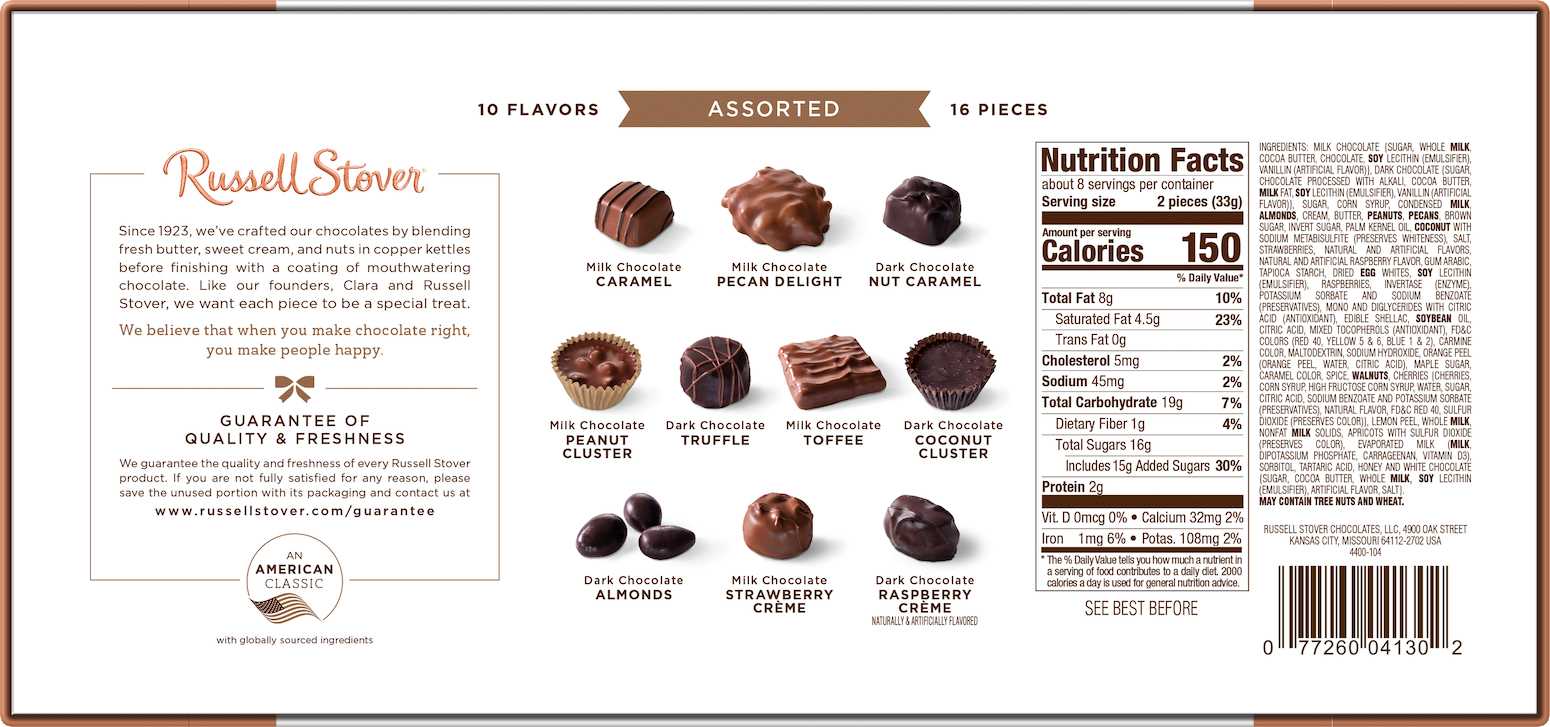 10 FLAVORS
ASSORTED
16 PIECES
Russell Stover
Since 1923, we've crafted our chocolates by blending
fresh butter, sweet cream, and nuts in copper kettles
before finishing with a coating of mouthwatering
chocolate. Like our founders, Clara and Russell
Stover, we want each piece to be a special treat.
We believe that when you make chocolate right,
you make people happy.
GUARANTEE OF
QUALITY & FRESHNESS
We guarantee the quality and freshness of every Russell Stover
product. If you are not fully satisfied for any reason, please
save the unused portion with its packaging and contact us at
www.russellstover.com/guarantee
AN
AMERICAN
CLASSIC
with globally sourced ingredients
Milk Chocolate
CARAMEL
Milk Chocolate
PECAN DELIGHT
Dark Chocolate
NUT CARAMEL
Milk Chocolate
PEANUT
CLUSTER
Dark Chocolate
TRUFFLE
Milk Chocolate
TOFFEE
Dark Chocolate
COCONUT
CLUSTER
Dark Chocolate
ALMONDS
Milk Chocolate
STRAWBERRY
CRÈME
Dark Chocolate
RASPBERRY
CRÈME
NATURALLY & ARTIFICIALLY FLAVORED
Nutrition Facts
about 8 servings per container
Serving size 2 pieces (33g)
Amount per serving
Calories 150
% Daily Value*
Total Fat 8g 10%
Saturated Fat 4.5g 23%
Trans Fat 0g
Cholesterol 5mg 2%
Sodium 45mg 2%
Total Carbohydrate 19g 7%
Dietary Fiber 1g 4%
Total Sugars 16g
Includes 15g Added Sugars 30%
Protein 2g
Vit. D 0mcg 0% • Calcium 32mg 2%
Iron 1mg 6% • Potas. 108mg 2%
* The % Daily Value tells you how much a nutrient in
a serving of food contributes to a daily diet. 2000
calories a day is used for general nutrition advice.
SEE BEST BEFORE
INGREDIENTS: MILK CHOCOLATE {SUGAR, WHOLE MILK,
COCOA BUTTER, CHOCOLATE, SOY LECITHIN (EMULSIFIER),
VANILLIN (ARTIFICIAL FLAVOR)}, DARK CHOCOLATE {SUGAR,
CHOCOLATE PROCESSED WITH ALKALI, COCOA BUTTER,
MILK FAT, SOY LECITHIN (EMULSIFIER), VANILLIN (ARTIFICIAL
FLAVOR)}, SUGAR, CORN SYRUP, CONDENSED MILK,
ALMONDS, CREAM, BUTTER, PEANUTS, PECANS, BROWN
SUGAR, INVERT SUGAR, PALM KERNEL OIL, COCONUT WITH
SODIUM METABISULFITE (PRESERVES WHITENESS), SALT,
STRAWBERRIES, NATURAL AND ARTIFICIAL FLAVORS,
NATURAL AND ARTIFICIAL RASPBERRY FLAVOR, GUM ARABIC,
TAPIOCA STARCH, DRIED EGG WHITES, SOY LECITHIN
(EMULSIFIER), RASPBERRIES, INVERTASE (ENZYME),
POTASSIUM SORBATE AND SODIUM BENZOATE
(PRESERVATIVES), MONO AND DIGLYCERIDES WITH CITRIC
ACID (ANTIOXIDANT), EDIBLE SHELLAC, SOYBEAN OIL,
CITRIC ACID, MIXED TOCOPHEROLS (ANTIOXIDANT), FD&C
COLORS (RED 40, YELLOW 5 & 6, BLUE 1 & 2), CARMINE
COLOR, MALTODEXTRIN, SODIUM HYDROXIDE, ORANGE PEEL
(ORANGE PEEL, WATER, CITRIC ACID), MAPLE SUGAR,
CARAMEL COLOR, SPICE, WALNUTS, CHERRIES {CHERRIES,
CORN SYRUP, HIGH FRUCTOSE CORN SYRUP, WATER, SUGAR,
CITRIC ACID, SODIUM BENZOATE AND POTASSIUM SORBATE
(PRESERVATIVES), NATURAL FLAVOR, FD&C RED 40, SULFUR
DIOXIDE (PRESERVES COLOR)}, LEMON PEEL, WHOLE MILK,
NONFAT MILK SOLIDS, APRICOTS WITH SULFUR DIOXIDE
(PRESERVES COLOR), EVAPORATED MILK (MILK,
DIPOTASSIUM PHOSPHATE, CARRAGEENAN, VITAMIN D3),
SORBITOL, TARTARIC ACID, HONEY AND WHITE CHOCOLATE
{SUGAR, COCOA BUTTER, WHOLE MILK, SOY LECITHIN
(EMULSIFIER), ARTIFICIAL FLAVOR, SALT}.
MAY CONTAIN TREE NUTS AND WHEAT.
RUSSELL STOVER CHOCOLATES, LLC, 4900 OAK STREET
KANSAS CITY, MISSOURI 64112-2702 USA
4400-104
0 77260 04130 2